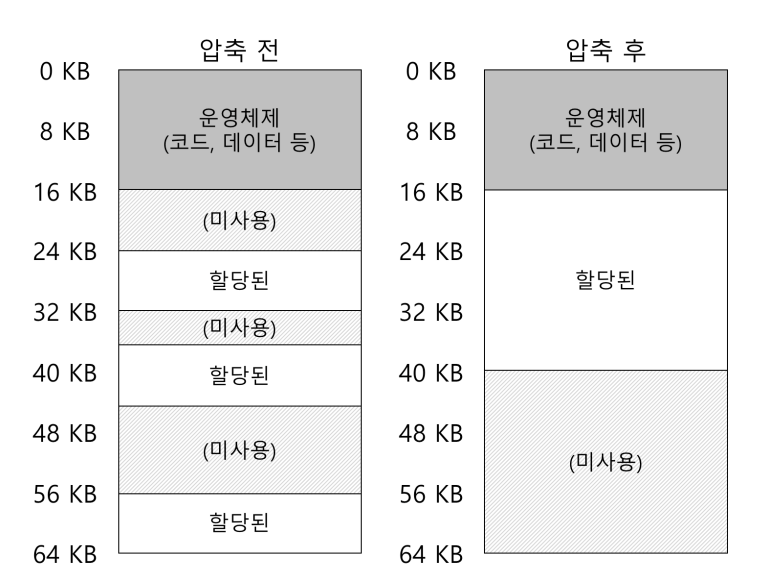 압축 전
0 KB
8 KB
16 KB
24 KB
32 KB
40 KB
48 KB
56 KB
64 KB
운영체제
(코드, 데이터 등)
(미사용)
할당된
(미사용)
할당된
(미사용)
할당된
압축 후
0 KB
8 KB
16 KB
24 KB
32 KB
40 KB
48 KB
56 KB
64 KB
운영체제
(코드, 데이터 등)
할당된
(미사용)